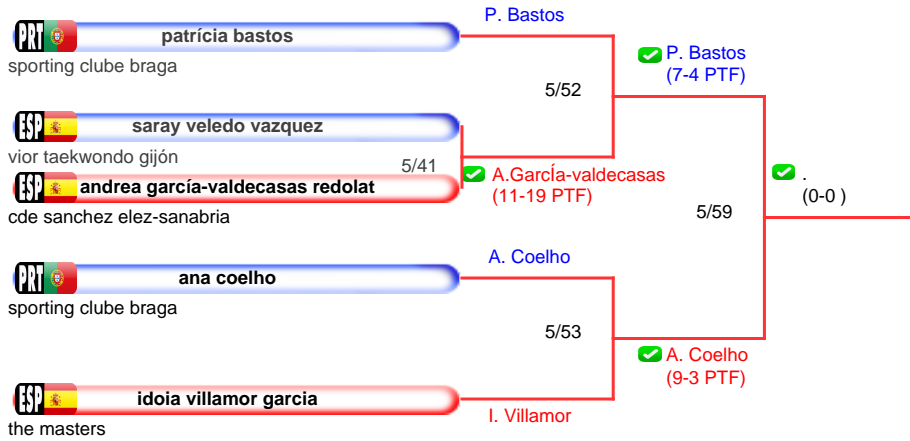 P. Bastos
PRT patrícia bastos
sporting clube braga
P. Bastos
(7-4 PTF)
5/52
ESP saray veledo vazquez
vior taekwondo gijón
5/41
A.García-valdecasas
(11-19 PTF)
ESP andrea garcía-valdecasas redolat
cde sanchez elez-sanabria
.
(0-0 )
5/59
A. Coelho
PRT ana coelho
sporting clube braga
5/53
A. Coelho
(9-3 PTF)
ESP idoia villamor garcia
I. Villamor
the masters